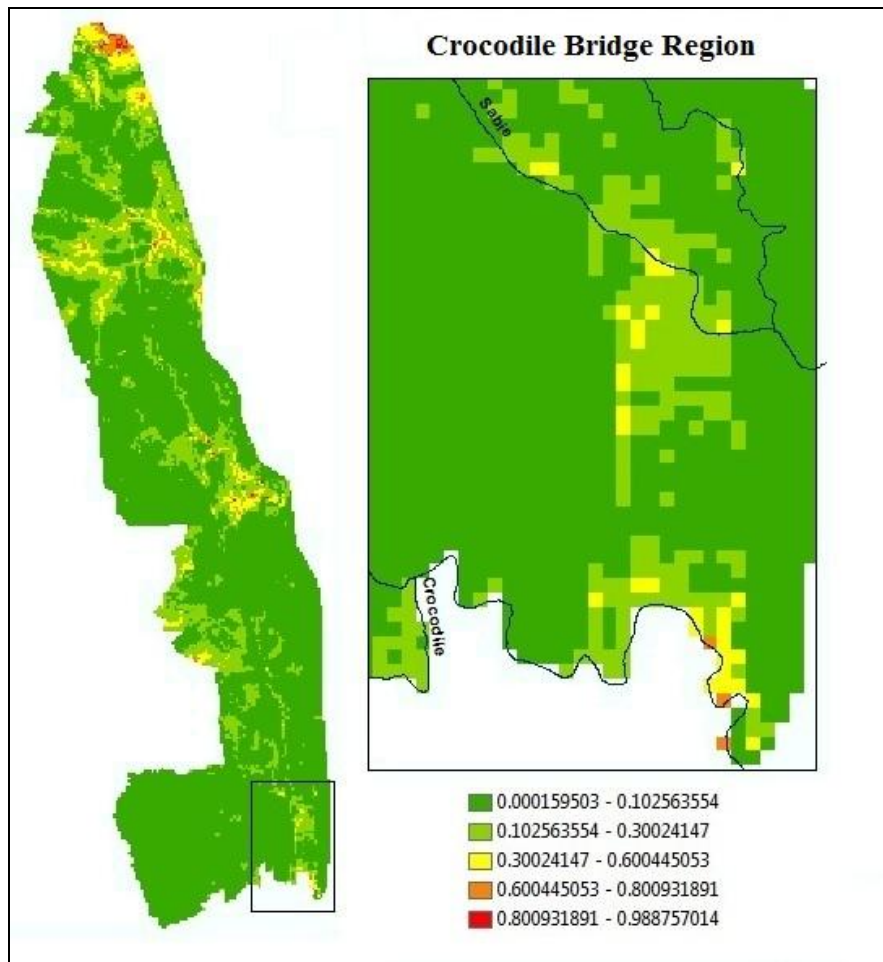 Crocodile Bridge Region
Sabie
Crocodile
0.000159503 - 0.102563554
0.102563554 - 0.30024147
0.30024147 - 0.600445053
0.600445053 - 0.800931891
0.800931891 - 0.988757014